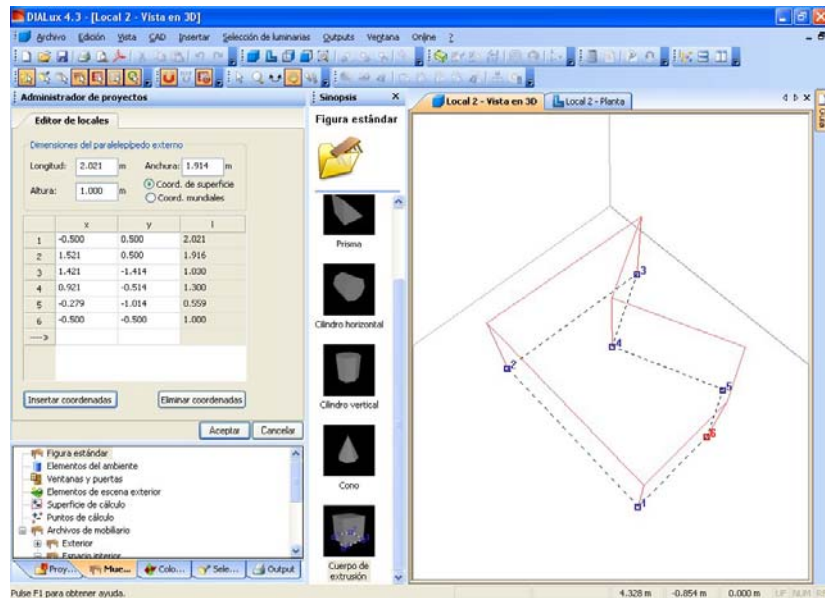 DIALux 4.3 - [Local 2 - Vista en 3D]
Archivo Edición Vista CAD Insertar Selección de luminarias Outputs Ventana Online ?
Administrador de proyectos
Sinopsis X
Local 2 - Vista en 3D Local 2 - Planta
Editor de locales
Figura estándar
Dimensiones del paralelepípedo externo
Longitud: 2.021 m Anchura: 1.914 m
Altura: 1.000 m
Coord. de superficie
Coord. mundiales
x y l
1 -0.500 0.500 2.021
2 1.521 0.500 1.916
3 1.421 -1.414 1.030
4 0.921 -0.514 1.300
5 -0.279 -1.014 0.559
6 -0.500 -0.500 1.000
--->
Insertar coordenadas Eliminar coordenadas
Aceptar Cancelar
Prisma
Cilindro horizontal
Cilindro vertical
Cono
Cuerpo de
extrusión
Figura estándar
Elementos del ambiente
Ventanas y puertas
Elementos de escena exterior
Superficie de cálculo
Puntos de cálculo
Archivos de mobiliario
Exterior
Espacio interior
Proy... Mue... Colo... Sele... Output
3
2
4
5
6
1
Pulse F1 para obtener ayuda.
4.328 m -0.854 m 0.000 m